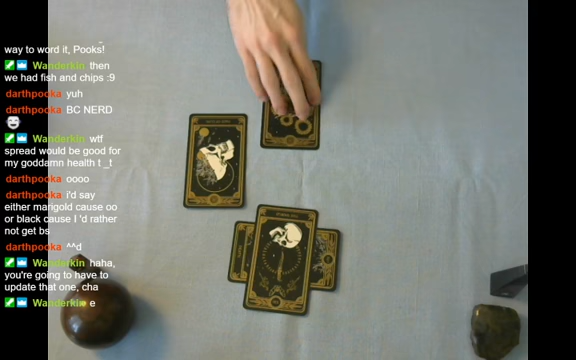 way to word it, Pooks!
Wanderkin then
we had fish and chips :9
darthpooka yuh
darthpooka BC NERD
Wanderkin wtf
spread would be good for
my goddamn health t _t
darthpooka oooo
darthpooka i'd say
either marigold cause oo
or black cause I 'd rather
not get bs
darthpooka ^^d
Wanderkin haha,
you're going to have to
update that one, cha
Wanderkin e